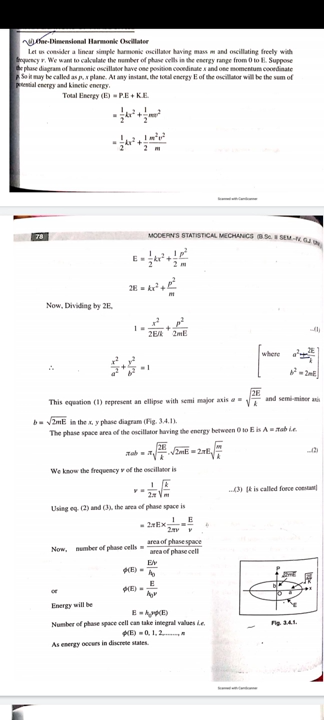 ii) One-Dimensional Harmonic Oscillator
Let us consider a linear simple harmonic oscillator having mass m and oscillating freely with
frequency ν. We want to calculate the number of phase cells in the energy range from 0 to E. Suppose
the phase diagram of harmonic oscillator have one position coordinate x and one momentum coordinate
p. So it may be called as p, x plane. At any instant, the total energy E of the oscillator will be the sum of
potential energy and kinetic energy.
Total Energy (E) = P.E + K.E.
= 1/2 kx² + 1/2 mv²
= 1/2 kx² + 1/2 m²v²/m
Scanned with CamScanner
78 MODERN'S STATISTICAL MECHANICS (B.Sc. II SEM.-IV,
E = 1/2 kx² + 1/2 p²/m
2E = kx² + p²/m
Now, Dividing by 2E,
1 = x²/2E/k + p²/2mE ...(1)
∴ x²/a² + y²/b² = 1 [where a² = 2E/k b² = 2mE]
This equation (1) represent an ellipse with semi major axis a = √2E/k and semi-minor axis
b = √2mE in the x, y phase diagram (Fig. 3.4.1).
The phase space area of the oscillator having the energy between 0 to E is A = πab i.e.
πab = π√2E/k . √2mE = 2πE√m/k ...(2)
We know the frequency ν of the oscillator is
ν = 1/2π √k/m ...(3) [k is called force constant]
Using eq. (2) and (3), the area of phase space is
= 2πE× 1/2πν = E/ν
Now, number of phase cells = area of phase space/area of phase cell
ϕ(E) = E/ν/h₀
or ϕ(E) = E/h₀ν
Energy will be
E = h₀νϕ(E)
Number of phase space cell can take integral values i.e.
ϕ(E) = 0, 1, 2,........, n
As energy occurs in discrete states.
p
√2mE
b
O
a
x
E
Fig. 3.4.1.
Scanned with CamScanner